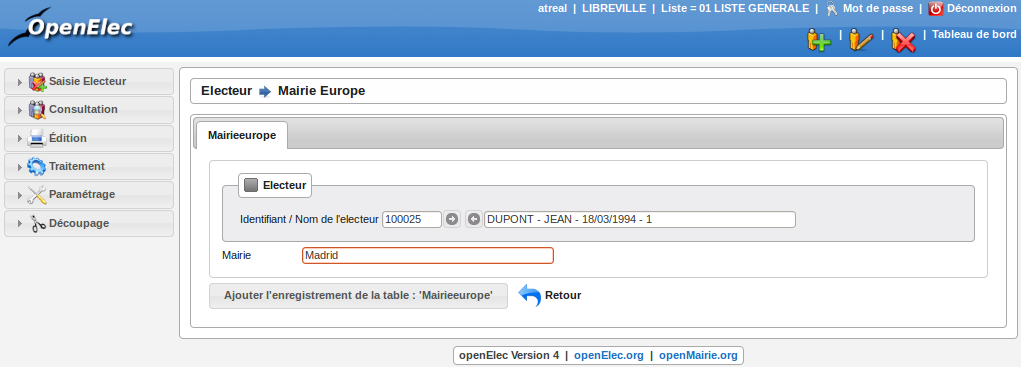 OpenElec
atreal | LIBREVILLE | Liste = 01 LISTE GENERALE | Mot de passe | Déconnexion
| | | Tableau de bord
Saisie Electeur
Consultation
Édition
Traitement
Paramétrage
Découpage
Electeur Mairie Europe
Mairieeurope
Electeur
Identifiant / Nom de l'electeur 100025 DUPONT - JEAN - 18/03/1994 - 1
Mairie Madrid
Ajouter l'enregistrement de la table : 'Mairieeurope' Retour
openElec Version 4 | openElec.org | openMairie.org